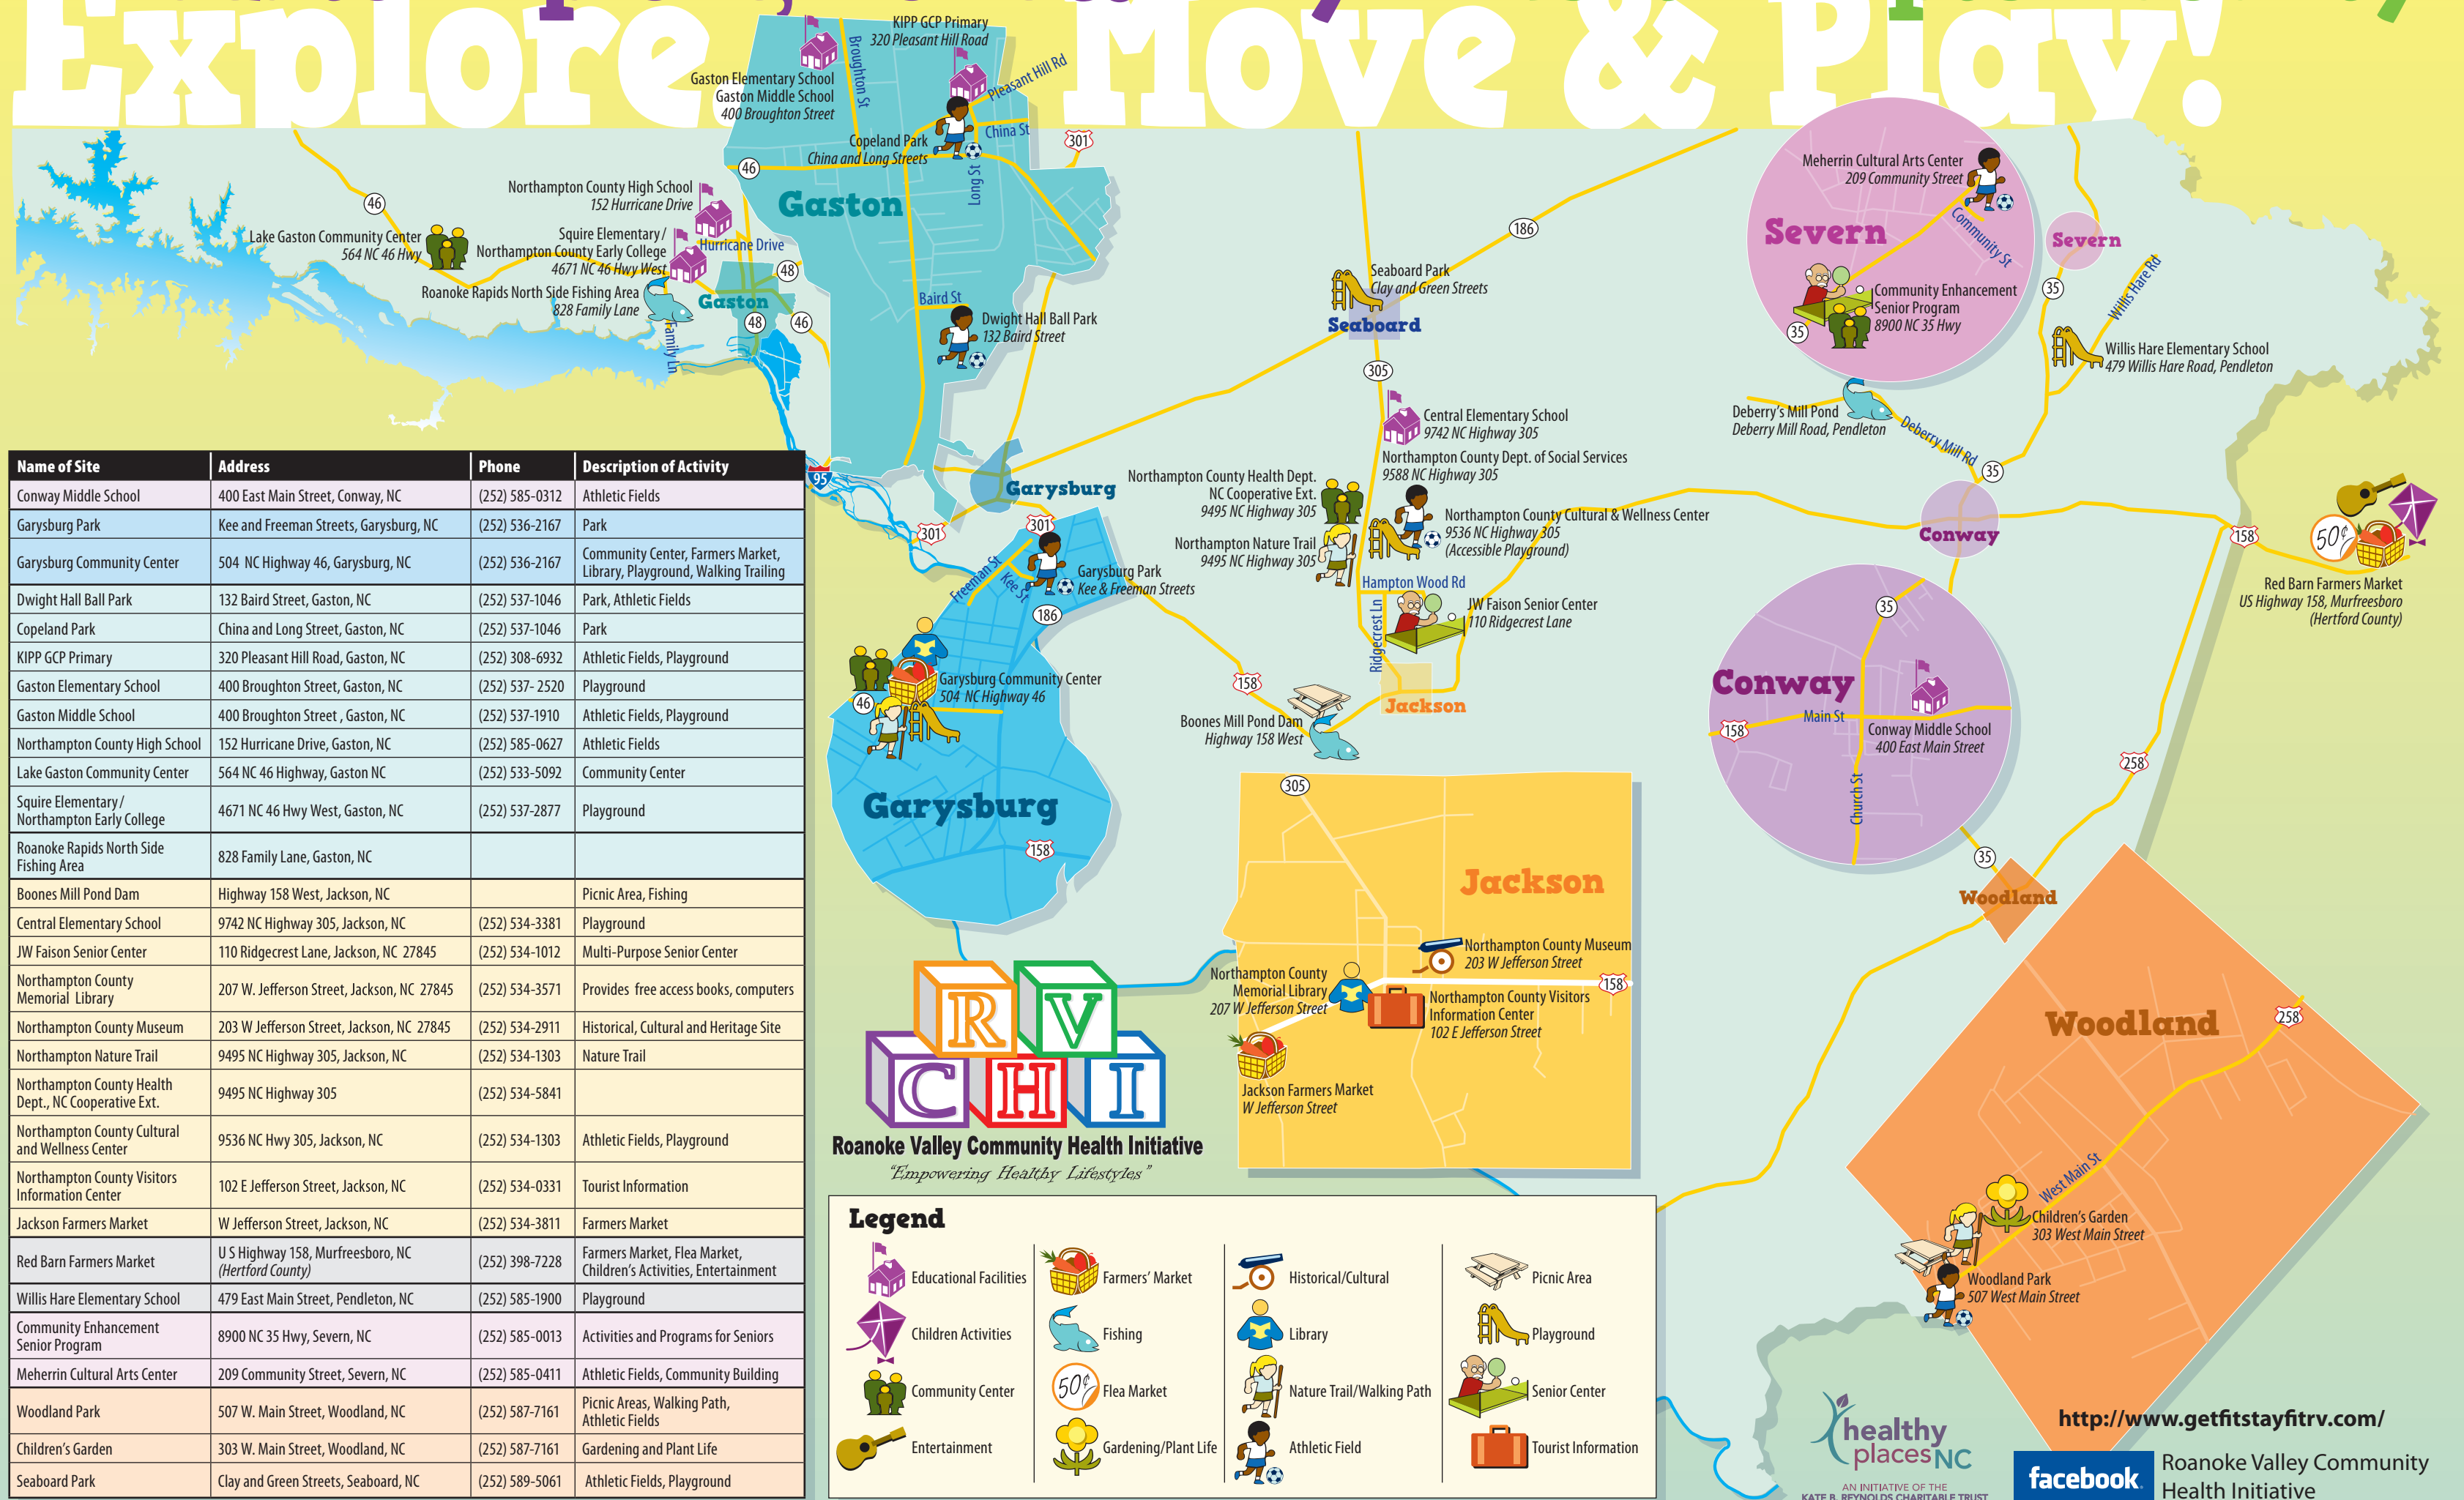 Explore, Move & Play!
KIPP GCP Primary
320 Pleasant Hill Road
Broughton St
Pleasant Hill Rd
Gaston Elementary School
Gaston Middle School
400 Broughton Street
Copeland Park
China and Long Streets
China St
301
46
Long St
Gaston
Northampton County High School
152 Hurricane Drive
46
Lake Gaston Community Center
564 NC 46 Hwy
Squire Elementary/
Northampton County Early College
4671 NC 46 Hwy West
Hurricane Drive
48
Roanoke Rapids North Side Fishing Area
828 Family Lane
Gaston
48
46
Family Ln
Baird St
Dwight Hall Ball Park
132 Baird Street
186
Seaboard Park
Clay and Green Streets
Seaboard
305
Central Elementary School
9742 NC Highway 305
Northampton County Dept. of Social Services
9588 NC Highway 305
Northampton County Health Dept.
NC Cooperative Ext.
9495 NC Highway 305
Northampton County Cultural & Wellness Center
9536 NC Highway 305
(Accessible Playground)
Northampton Nature Trail
9495 NC Highway 305
Hampton Wood Rd
JW Faison Senior Center
110 Ridgecrest Lane
Ridgecrest Ln
Jackson
158
Boones Mill Pond Dam
Highway 158 West
Meherrin Cultural Arts Center
209 Community Street
Severn
Community St
Community Enhancement
Senior Program
8900 NC 35 Hwy
35
Severn
35
Willis Hare Rd
Willis Hare Elementary School
479 Willis Hare Road, Pendleton
Deberry's Mill Pond
Deberry Mill Road, Pendleton
Deberry Mill Rd
35
Conway
158
50¢
Red Barn Farmers Market
US Highway 158, Murfreesboro
(Hertford County)
35
Conway
Main St
158
Conway Middle School
400 East Main Street
Church St
258
35
Woodland
95
Garysburg
301
301
Freeman St
Kee St
Garysburg Park
Kee & Freeman Streets
186
Garysburg Community Center
504 NC Highway 46
46
Garysburg
158
305
Jackson
Northampton County Museum
203 W Jefferson Street
Northampton County
Memorial Library
207 W Jefferson Street
158
Northampton County Visitors
Information Center
102 E Jefferson Street
Jackson Farmers Market
W Jefferson Street
Woodland
258
West Main St
Children's Garden
303 West Main Street
Woodland Park
507 West Main Street
Name of Site Address Phone Description of Activity
Conway Middle School 400 East Main Street, Conway, NC (252) 585-0312 Athletic Fields
Garysburg Park Kee and Freeman Streets, Garysburg, NC (252) 536-2167 Park
Garysburg Community Center 504 NC Highway 46, Garysburg, NC (252) 536-2167 Community Center, Farmers Market,
Library, Playground, Walking Trailing
Dwight Hall Ball Park 132 Baird Street, Gaston, NC (252) 537-1046 Park, Athletic Fields
Copeland Park China and Long Street, Gaston, NC (252) 537-1046 Park
KIPP GCP Primary 320 Pleasant Hill Road, Gaston, NC (252) 308-6932 Athletic Fields, Playground
Gaston Elementary School 400 Broughton Street, Gaston, NC (252) 537- 2520 Playground
Gaston Middle School 400 Broughton Street , Gaston, NC (252) 537-1910 Athletic Fields, Playground
Northampton County High School 152 Hurricane Drive, Gaston, NC (252) 585-0627 Athletic Fields
Lake Gaston Community Center 564 NC 46 Highway, Gaston NC (252) 533-5092 Community Center
Squire Elementary/
Northampton Early College 4671 NC 46 Hwy West, Gaston, NC (252) 537-2877 Playground
Roanoke Rapids North Side
Fishing Area 828 Family Lane, Gaston, NC
Boones Mill Pond Dam Highway 158 West, Jackson, NC Picnic Area, Fishing
Central Elementary School 9742 NC Highway 305, Jackson, NC (252) 534-3381 Playground
JW Faison Senior Center 110 Ridgecrest Lane, Jackson, NC 27845 (252) 534-1012 Multi-Purpose Senior Center
Northampton County
Memorial Library 207 W. Jefferson Street, Jackson, NC 27845 (252) 534-3571 Provides free access books, computers
Northampton County Museum 203 W Jefferson Street, Jackson, NC 27845 (252) 534-2911 Historical, Cultural and Heritage Site
Northampton Nature Trail 9495 NC Highway 305, Jackson, NC (252) 534-1303 Nature Trail
Northampton County Health
Dept., NC Cooperative Ext. 9495 NC Highway 305 (252) 534-5841
Northampton County Cultural
and Wellness Center 9536 NC Hwy 305, Jackson, NC (252) 534-1303 Athletic Fields, Playground
Northampton County Visitors
Information Center 102 E Jefferson Street, Jackson, NC (252) 534-0331 Tourist Information
Jackson Farmers Market W Jefferson Street, Jackson, NC (252) 534-3811 Farmers Market
Red Barn Farmers Market U S Highway 158, Murfreesboro, NC
(Hertford County) (252) 398-7228 Farmers Market, Flea Market,
Children's Activities, Entertainment
Willis Hare Elementary School 479 East Main Street, Pendleton, NC (252) 585-1900 Playground
Community Enhancement
Senior Program 8900 NC 35 Hwy, Severn, NC (252) 585-0013 Activities and Programs for Seniors
Meherrin Cultural Arts Center 209 Community Street, Severn, NC (252) 585-0411 Athletic Fields, Community Building
Woodland Park 507 W. Main Street, Woodland, NC (252) 587-7161 Picnic Areas, Walking Path,
Athletic Fields
Children's Garden 303 W. Main Street, Woodland, NC (252) 587-7161 Gardening and Plant Life
Seaboard Park Clay and Green Streets, Seaboard, NC (252) 589-5061 Athletic Fields, Playground
R V
C H I
Roanoke Valley Community Health Initiative
"Empowering Healthy Lifestyles"
Legend
Educational Facilities
Children Activities
Community Center
Entertainment
Farmers' Market
Fishing
50¢ Flea Market
Gardening/Plant Life
Historical/Cultural
Library
Nature Trail/Walking Path
Athletic Field
Picnic Area
Playground
Senior Center
Tourist Information
healthy
placesNC
AN INITIATIVE OF THE
KATE B. REYNOLDS CHARITABLE TRUST
http://www.getfitstayfitrv.com/
facebook
Roanoke Valley Community
Health Initiative